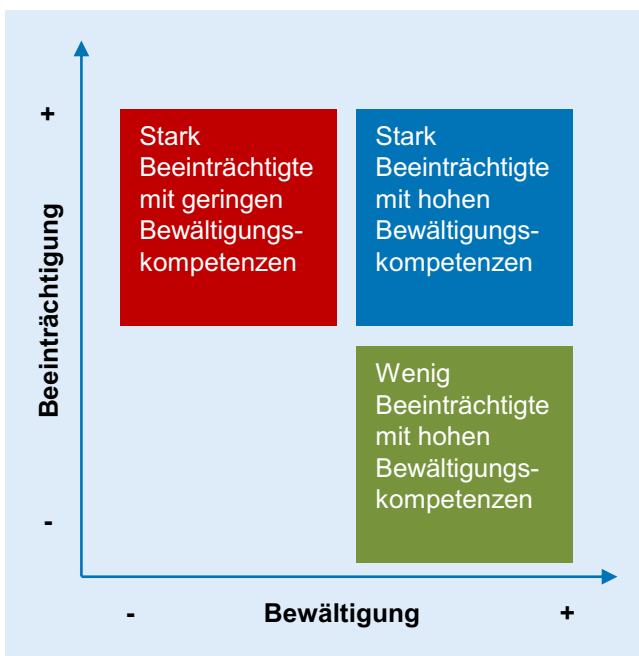 +
Beeinträchtigung
-
Stark
Beeinträchtigte
mit geringen
Bewältigungs-
kompetenzen
Stark
Beeinträchtigte
mit hohen
Bewältigungs-
kompetenzen
Wenig
Beeinträchtigte
mit hohen
Bewältigungs-
kompetenzen
- Bewältigung +